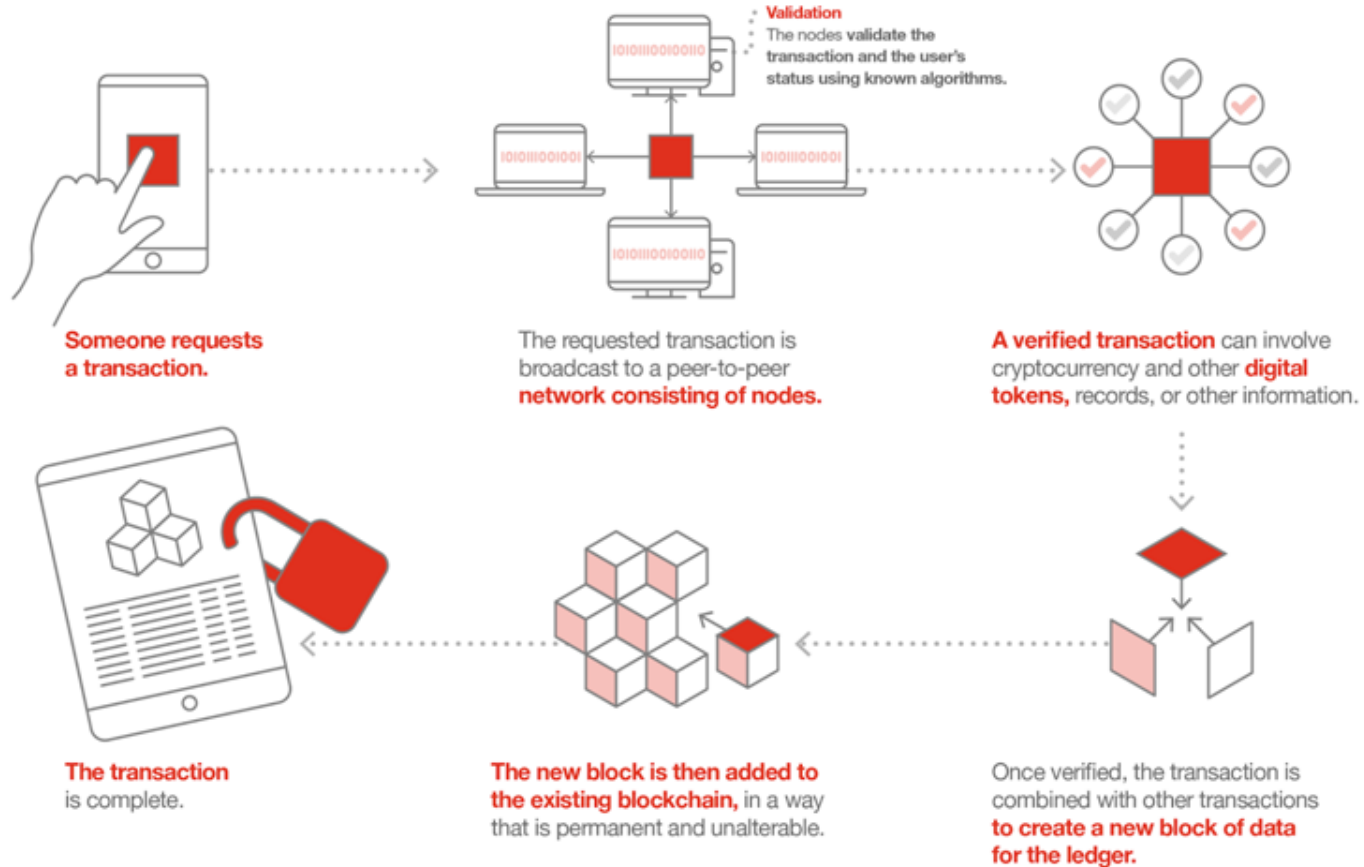 Validation
The nodes validate the
transaction and the user's
status using known algorithms.
10101110010011O
1010111001001
1010111001001
10101110010011O
Someone requests
a transaction.
The requested transaction is
broadcast to a peer-to-peer
network consisting of nodes.
A verified transaction can involve
cryptocurrency and other digital
tokens, records, or other information.
The transaction
is complete.
The new block is then added to
the existing blockchain, in a way
that is permanent and unalterable.
Once verified, the transaction is
combined with other transactions
to create a new block of data
for the ledger.